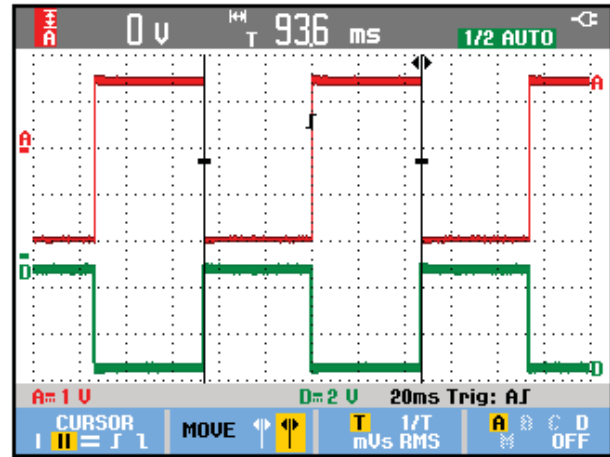 A 0 V T 93.6 ms 1/2 AUTO
A
A
D
D
A= 1 V D= 2 V 20ms Trig: A
CURSOR MOVE T 1/T A B C D
mVs RMS M OFF